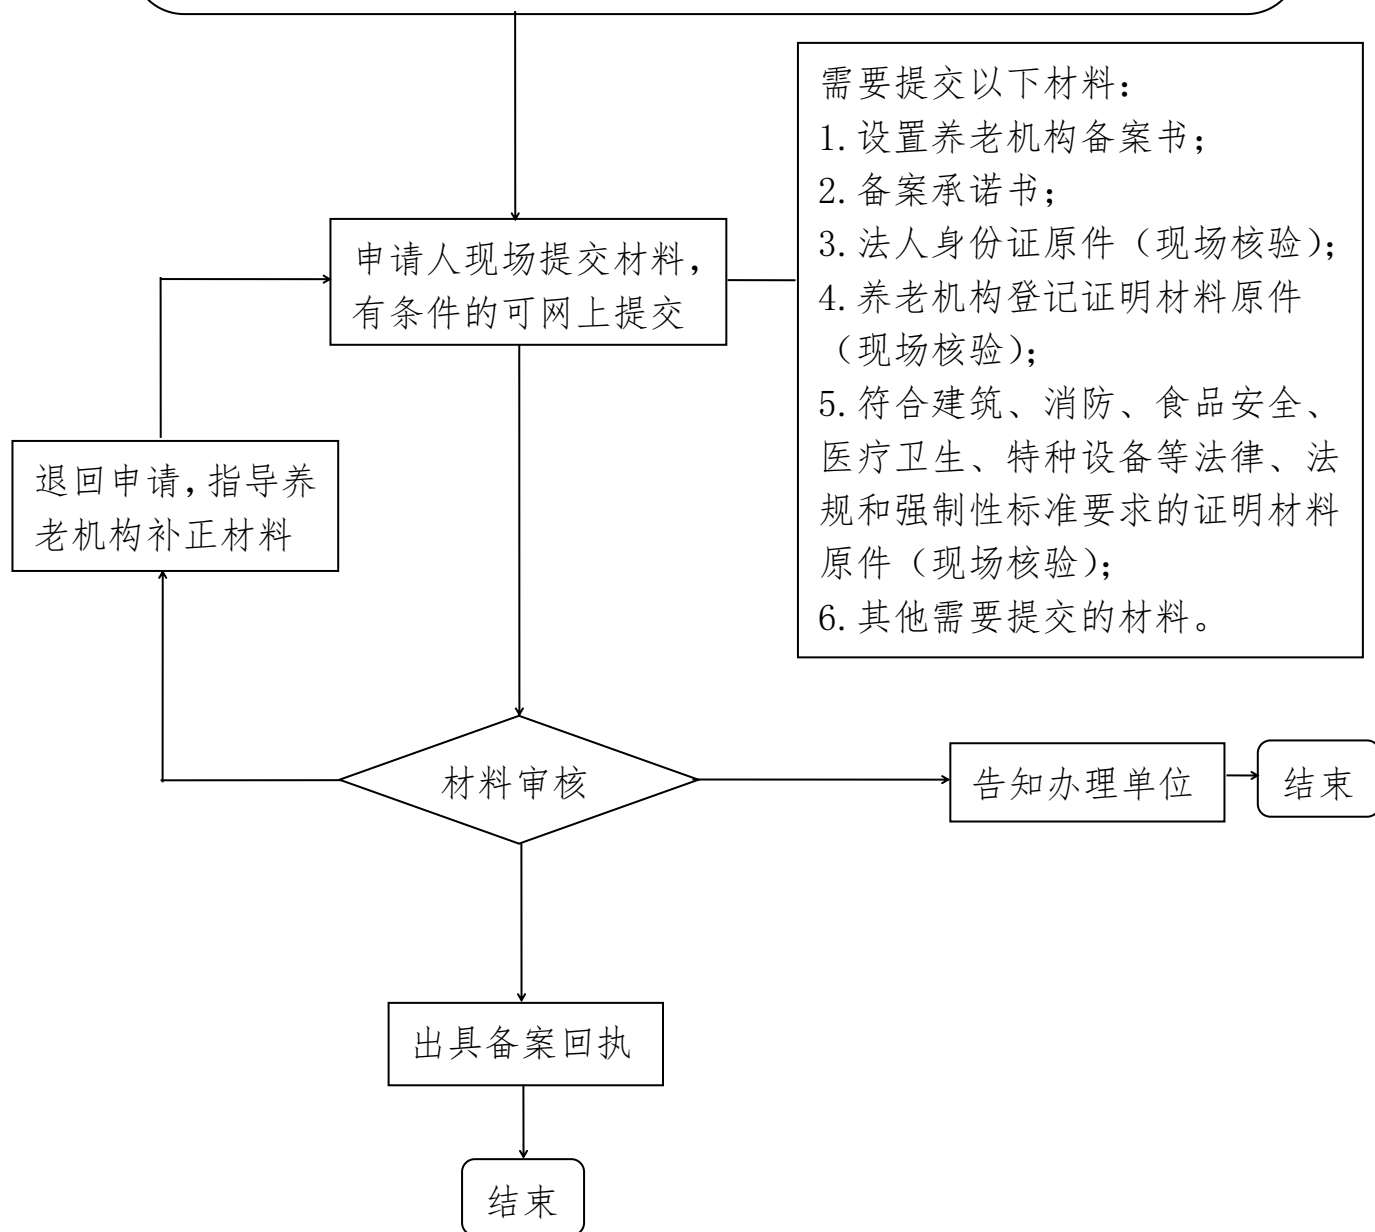 需要提交以下材料：
1. 设置养老机构备案书；
2. 备案承诺书；
3. 法人身份证原件（现场核验）；
4. 养老机构登记证明材料原件
（现场核验）；
5. 符合建筑、消防、食品安全、
医疗卫生、特种设备等法律、法
规和强制性标准要求的证明材料
原件（现场核验）；
6. 其他需要提交的材料。
申请人现场提交材料，
有条件的可网上提交
退回申请，指导养
老机构补正材料
材料审核
告知办理单位
结束
出具备案回执
结束